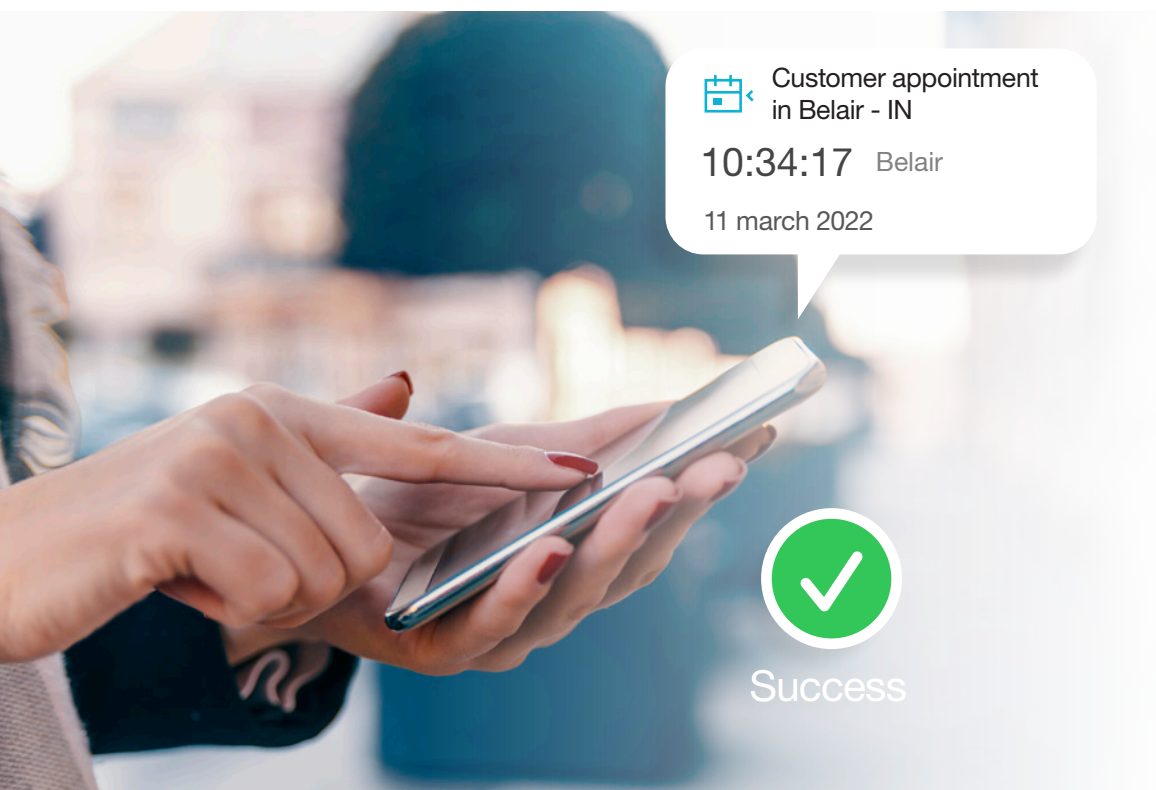 Customer appointment
in Belair - IN
10:34:17 Belair
11 march 2022
Success